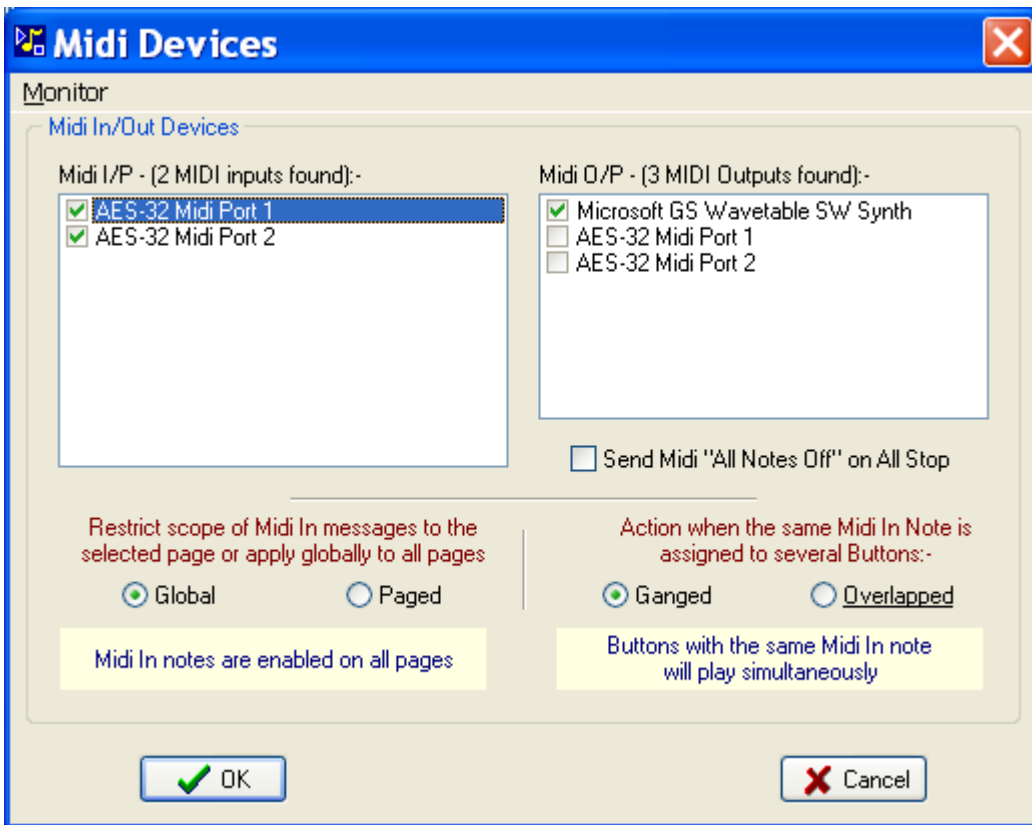 Midi Devices
Monitor
Midi In/Out Devices
Midi I/P - (2 MIDI inputs found):-
AES-32 Midi Port 1
AES-32 Midi Port 2
Midi O/P - (3 MIDI Outputs found):-
Microsoft GS Wavetable SW Synth
AES-32 Midi Port 1
AES-32 Midi Port 2
Send Midi "All Notes Off" on All Stop
Restrict scope of Midi In messages to the
selected page or apply globally to all pages
Global
Paged
Midi In notes are enabled on all pages
Action when the same Midi In Note is
assigned to several Buttons:-
Ganged
Overlapped
Buttons with the same Midi In note
will play simultaneously
OK
Cancel